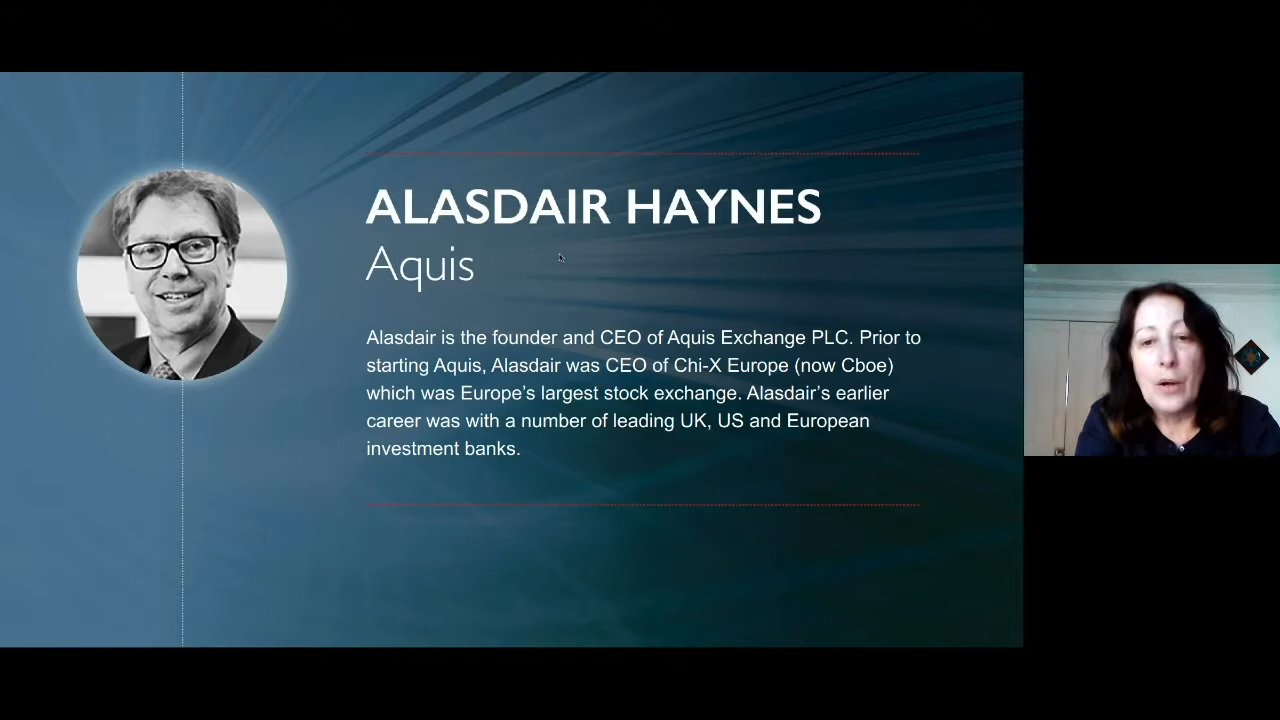 ALASDAIR HAYNES
Aquis
Alasdair is the founder and CEO of Aquis Exchange PLC. Prior to
starting Aquis, Alasdair was CEO of Chi-X Europe (now Cboe)
which was Europe’s largest stock exchange. Alasdair’s earlier
career was with a number of leading UK, US and European
investment banks.